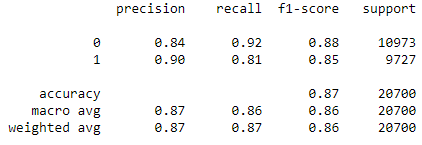 precision recall f1-score support
0 0.84 0.92 0.88 10973
1 0.90 0.81 0.85 9727
accuracy 0.87 20700
macro avg 0.87 0.86 0.86 20700
weighted avg 0.87 0.87 0.86 20700